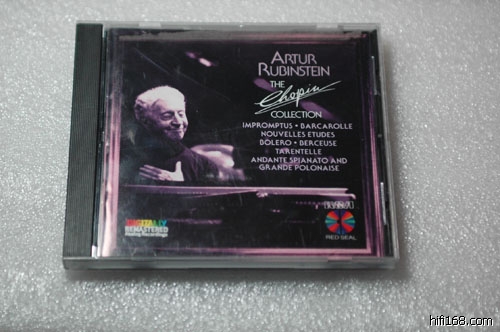 ARTUR
RUBINSTEIN
THE
Chopin
COLLECTION
IMPROMPTUS • BARCAROLLE
NOUVELLES ETUDES
BOLERO • BERCEUSE
TARENTELLE
ANDANTE SPIANATO AND
GRANDE POLONAISE
DIGITALLY
REMASTERED
RCA
RED SEAL
hifi168.com